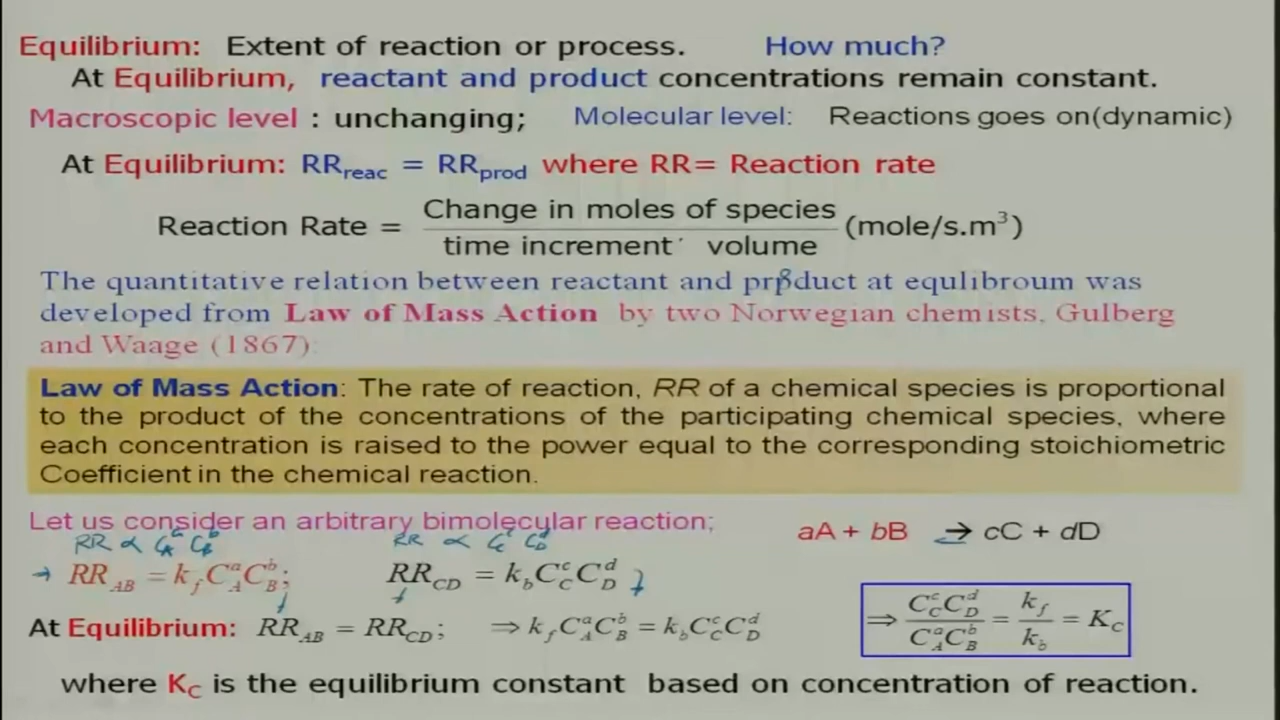 Equilibrium: Extent of reaction or process. How much?
At Equilibrium, reactant and product concentrations remain constant.
Macroscopic level : unchanging; Molecular level: Reactions goes on(dynamic)
At Equilibrium: RR_reac = RR_prod where RR= Reaction rate
Reaction Rate = Change in moles of species / time increment · volume (mole/s.m³)
The quantitative relation between reactant and product at equlibroum was
developed from Law of Mass Action by two Norwegian chemists, Gulberg
and Waage (1867):
Law of Mass Action: The rate of reaction, RR of a chemical species is proportional
to the product of the concentrations of the participating chemical species, where
each concentration is raised to the power equal to the corresponding stoichiometric
Coefficient in the chemical reaction.
Let us consider an arbitrary bimolecular reaction; aA + bB → cC + dD
RR ∝ C_A^a C_B^b RR ∝ C_C^c C_D^d
→ RR_AB = k_f C_A^a C_B^b; RR_CD = k_b C_C^c C_D^d
At Equilibrium: RR_AB = RR_CD; ⇒ k_f C_A^a C_B^b = k_b C_C^c C_D^d ⇒ C_C^c C_D^d / C_A^a C_B^b = k_f / k_b = K_C
where K_C is the equilibrium constant based on concentration of reaction.